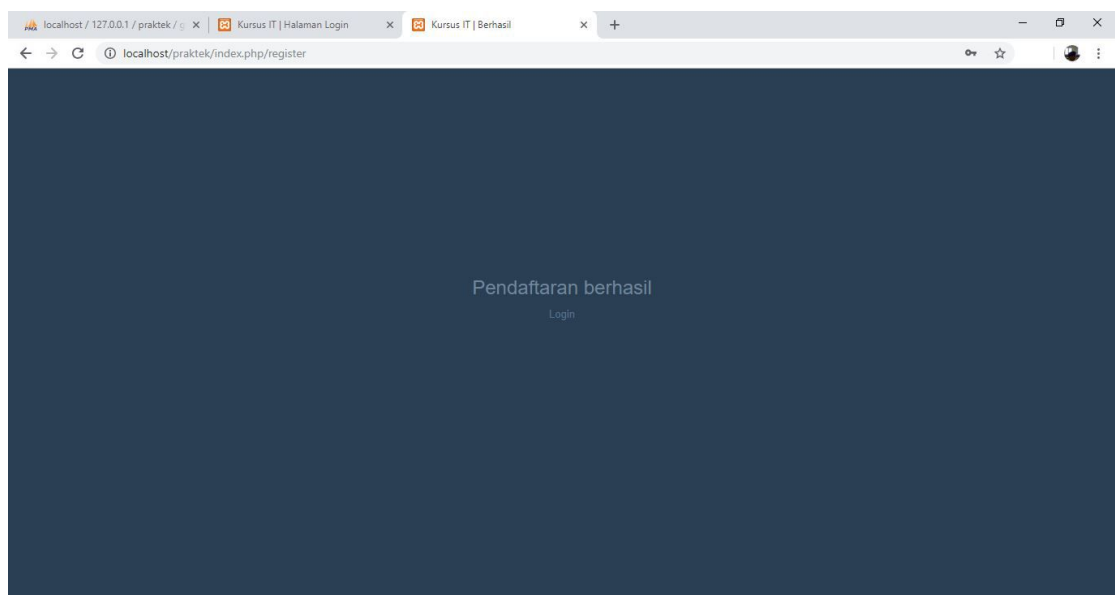 localhost / 127.0.0.1 / praktek / g
Kursus IT | Halaman Login
Kursus IT | Berhasil
localhost/praktek/index.php/register
Pendaftaran berhasil
Login